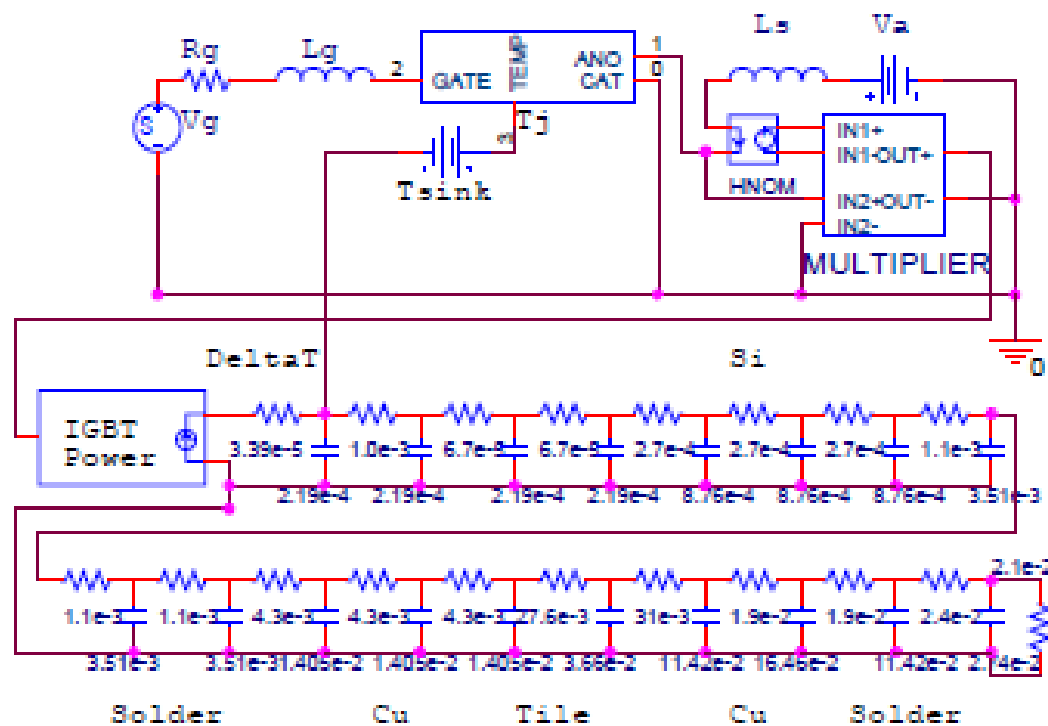 Ls Va
Rg Lg 2 GATE TEMP ANO 1
CAT 0
S Vg Tj 3
Tsink
HNOM
IN1+
IN1- OUT+
IN2+ OUT-
IN2-
MULTIPLIER
0
DeltaT Si
IGBT
Power
3.39e-5 1.0e-3 6.7e-5 6.7e-5 2.7e-4 2.7e-4 2.7e-4 1.1e-3
2.19e-4 2.19e-4 2.19e-4 2.19e-4 8.76e-4 8.76e-4 8.76e-4 3.51e-3
2.1e-2
1.1e-3 1.1e-3 4.3e-3 4.3e-3 4.3e-3 27.6e-3 31e-3 1.9e-2 1.9e-2 2.4e-2
3.51e-3 3.51e-3 1.405e-2 1.405e-2 1.405e-2 3.66e-2 11.42e-2 16.46e-2 11.42e-2 2.74e-2
Solder Cu Tile Cu Solder